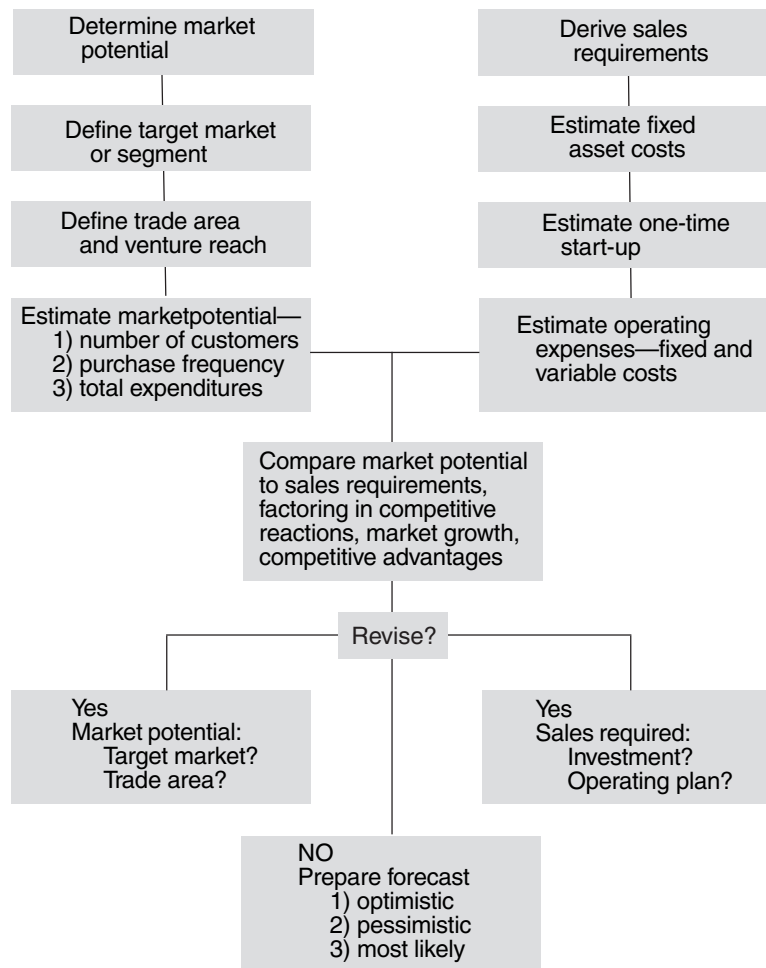 Determine market
potential
Derive sales
requirements
Define target market
or segment
Estimate fixed
asset costs
Define trade area
and venture reach
Estimate one-time
start-up
Estimate marketpotential—
1) number of customers
2) purchase frequency
3) total expenditures
Estimate operating
expenses—fixed and
variable costs
Compare market potential
to sales requirements,
factoring in competitive
reactions, market growth,
competitive advantages
Revise?
Yes
Market potential:
Target market?
Trade area?
Yes
Sales required:
Investment?
Operating plan?
NO
Prepare forecast
1) optimistic
2) pessimistic
3) most likely